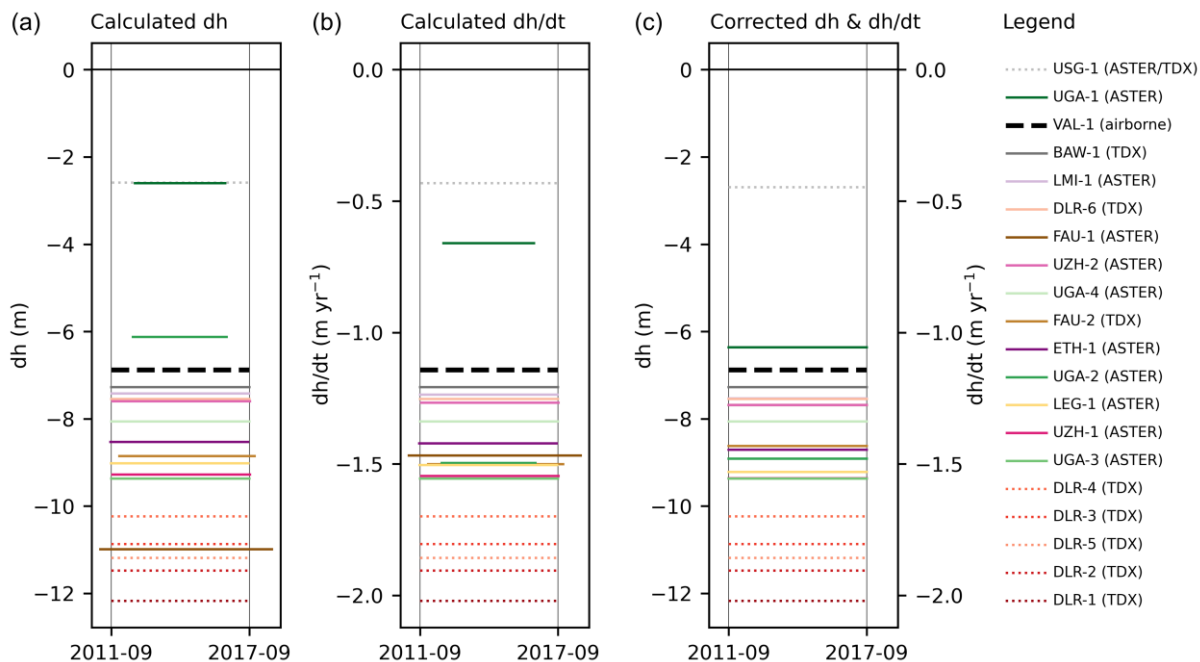 (a) Calculated dh
(b) Calculated dh/dt
(c) Corrected dh & dh/dt
Legend
0
−2
−4
−6
−8
−10
−12
dh (m)
2011-09 2017-09
0.0
−0.5
−1.0
−1.5
−2.0
dh/dt (m yr⁻¹)
2011-09 2017-09
0
−2
−4
−6
−8
−10
−12
dh (m)
2011-09 2017-09
0.0
−0.5
−1.0
−1.5
−2.0
dh/dt (m yr⁻¹)
USG-1 (ASTER/TDX)
UGA-1 (ASTER)
VAL-1 (airborne)
BAW-1 (TDX)
LMI-1 (ASTER)
DLR-6 (TDX)
FAU-1 (ASTER)
UZH-2 (ASTER)
UGA-4 (ASTER)
FAU-2 (TDX)
ETH-1 (ASTER)
UGA-2 (ASTER)
LEG-1 (ASTER)
UZH-1 (ASTER)
UGA-3 (ASTER)
DLR-4 (TDX)
DLR-3 (TDX)
DLR-5 (TDX)
DLR-2 (TDX)
DLR-1 (TDX)